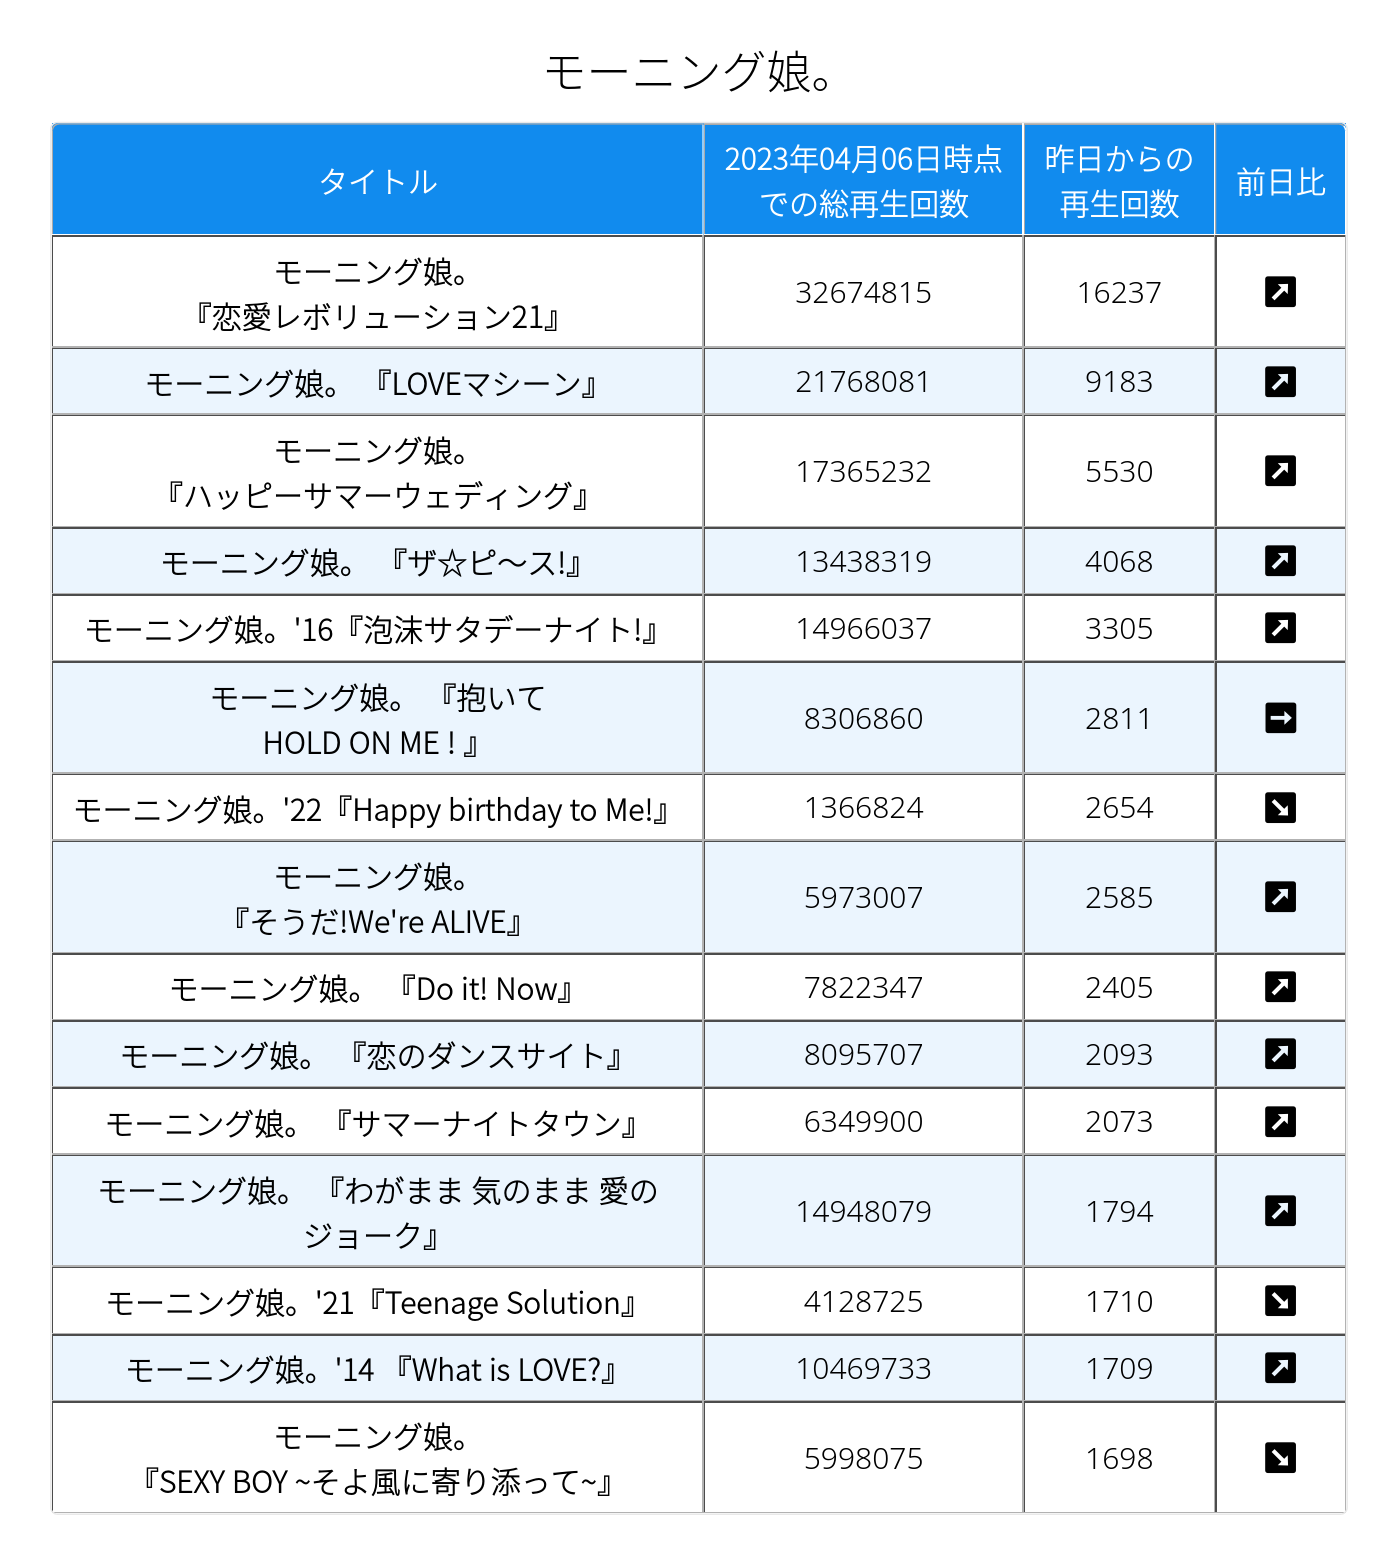 モーニング娘。
タイトル
2023年04月06日時点
での総再生回数
昨日からの
再生回数
前日比
モーニング娘。
『恋愛レボリューション21』
32674815
16237
モーニング娘。 『LOVEマシーン』
21768081
9183
モーニング娘。
『ハッピーサマーウェディング』
17365232
5530
モーニング娘。 『ザ☆ピ〜ス!』
13438319
4068
モーニング娘。'16『泡沫サタデーナイト!』
14966037
3305
モーニング娘。 『抱いて
HOLD ON ME ! 』
8306860
2811
モーニング娘。'22『Happy birthday to Me!』
1366824
2654
モーニング娘。
『そうだ!We're ALIVE』
5973007
2585
モーニング娘。 『Do it! Now』
7822347
2405
モーニング娘。 『恋のダンスサイト』
8095707
2093
モーニング娘。 『サマーナイトタウン』
6349900
2073
モーニング娘。 『わがまま 気のまま 愛の
ジョーク』
14948079
1794
モーニング娘。'21『Teenage Solution』
4128725
1710
モーニング娘。'14 『What is LOVE?』
10469733
1709
モーニング娘。
『SEXY BOY ~そよ風に寄り添って~』
5998075
1698